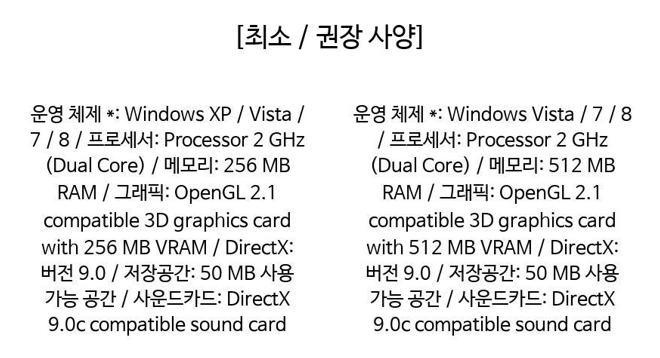 [최소 / 권장 사양]
운영 체제 *: Windows XP / Vista /
7 / 8 / 프로세서: Processor 2 GHz
(Dual Core) / 메모리: 256 MB
RAM / 그래픽: OpenGL 2.1
compatible 3D graphics card
with 256 MB VRAM / DirectX:
버전 9.0 / 저장공간: 50 MB 사용
가능 공간 / 사운드카드: DirectX
9.0c compatible sound card
운영 체제 *: Windows Vista / 7 / 8
/ 프로세서: Processor 2 GHz
(Dual Core) / 메모리: 512 MB
RAM / 그래픽: OpenGL 2.1
compatible 3D graphics card
with 512 MB VRAM / DirectX:
버전 9.0 / 저장공간: 50 MB 사용
가능 공간 / 사운드카드: DirectX
9.0c compatible sound card